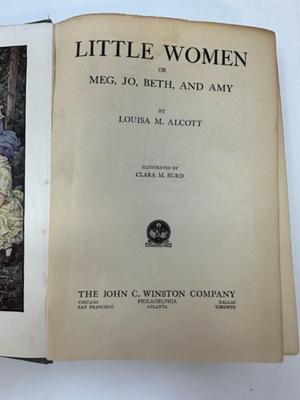 LITTLE WOMEN
OR
MEG, JO, BETH, AND AMY
BY
LOUISA M. ALCOTT
ILLUSTRATED BY
CLARA M. BURD
THE JOHN C. WINSTON COMPANY
CHICAGO PHILADELPHIA DALLAS
SAN FRANCISCO ATLANTA TORONTO